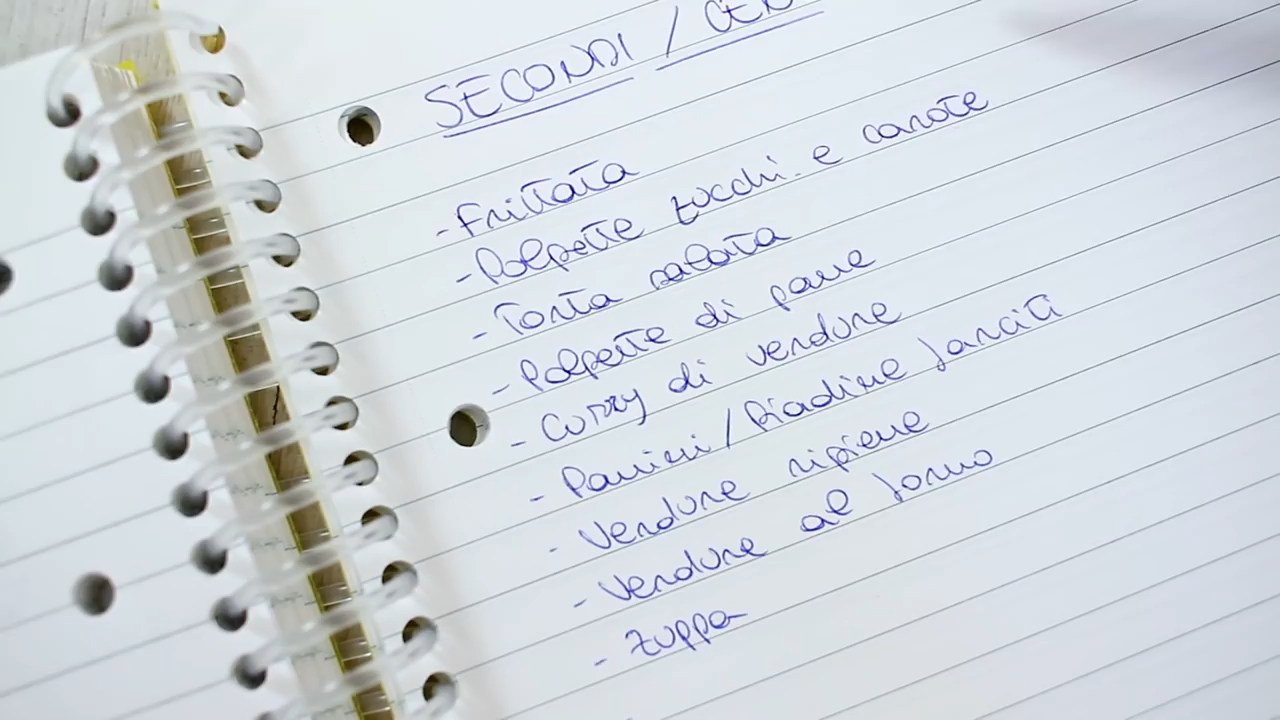 SECONDI / CEN
- Frittata
- Polpette zucchi. e carote
- Torta salata
- Polpette di pane
- Curry di verdure
- Panini / Piadine farciti
- Verdure ripiene
- Verdure al forno
- Zuppa